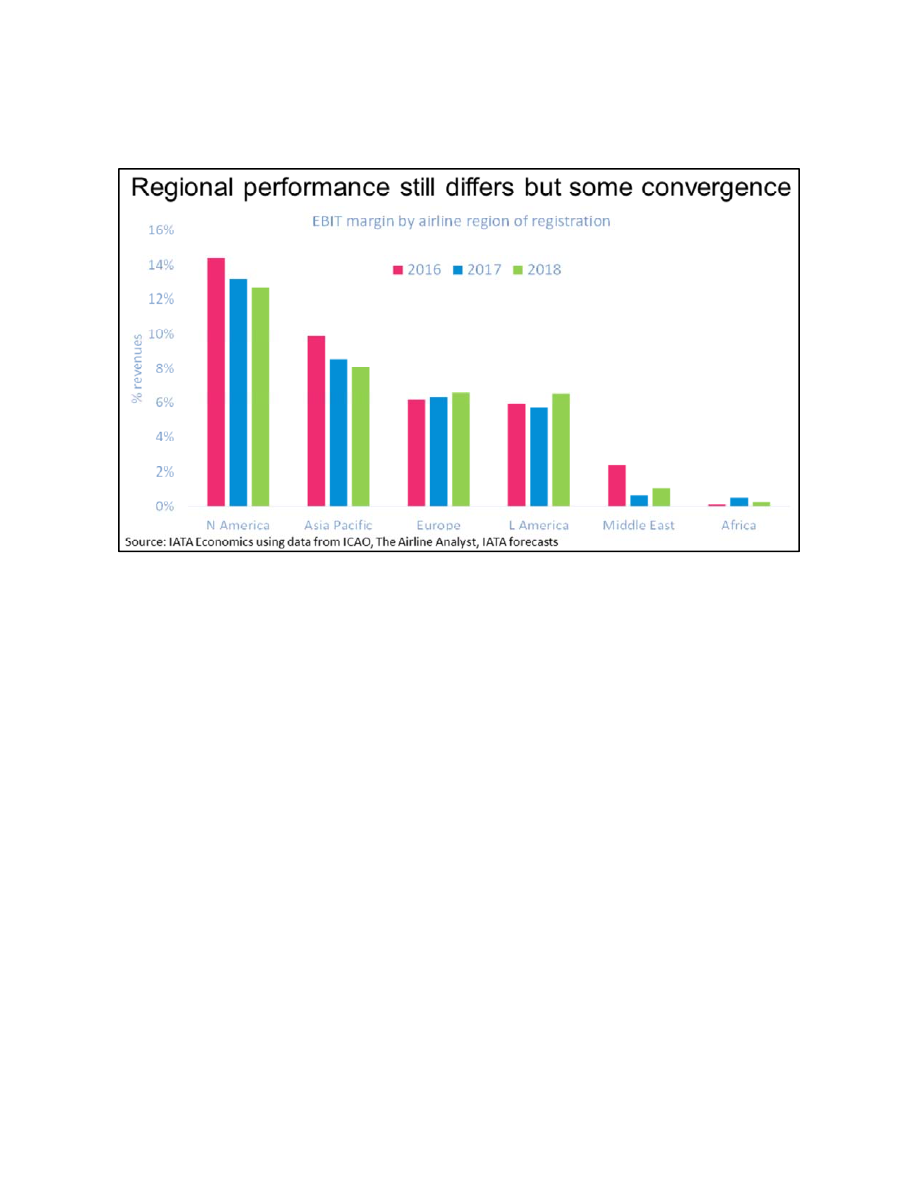 Regional performance still differs but some convergence
EBIT margin by airline region of registration
16%
14%
2016 2017 2018
12%
10%
8%
6%
4%
2%
0%
% revenues
N America Asia Pacific Europe L America Middle East Africa
Source: IATA Economics using data from ICAO, The Airline Analyst, IATA forecasts